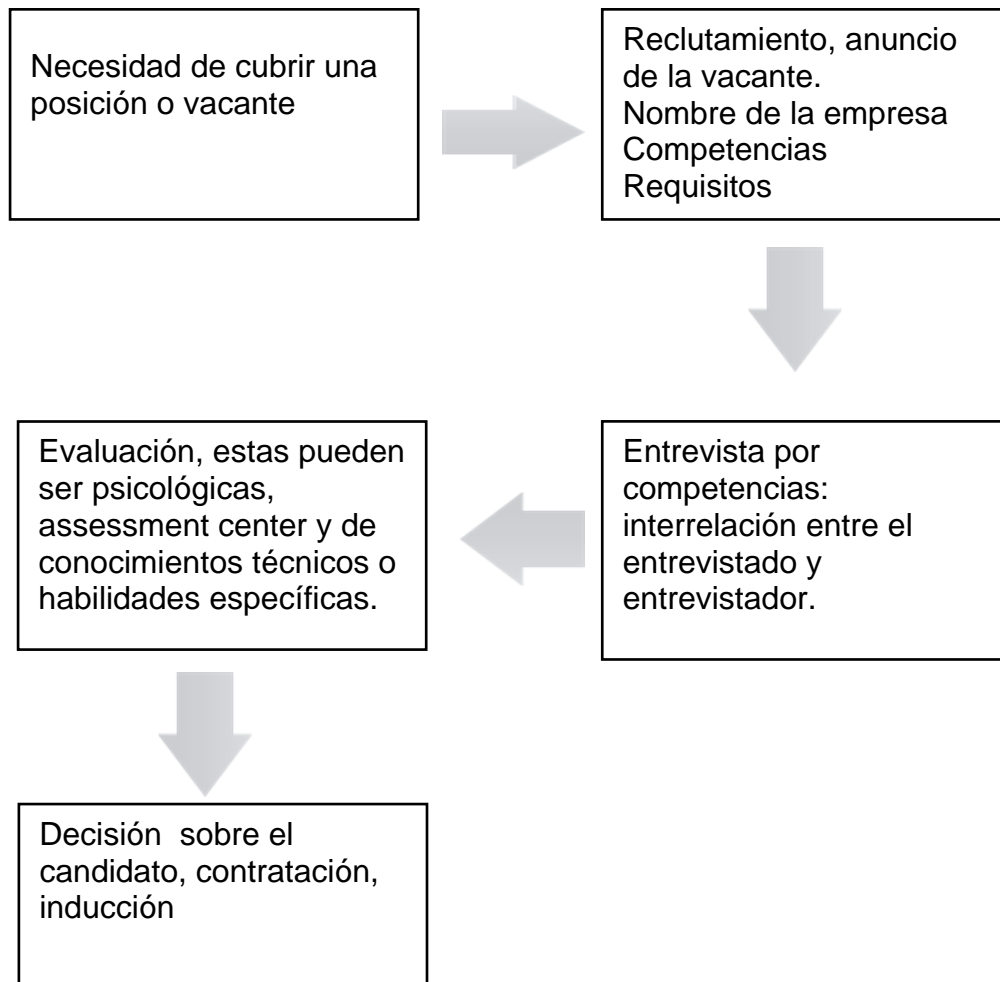 Necesidad de cubrir una
posición o vacante
Reclutamiento, anuncio
de la vacante.
Nombre de la empresa
Competencias
Requisitos
Entrevista por
competencias:
interrelación entre el
entrevistado y
entrevistador.
Evaluación, estas pueden
ser psicológicas,
assessment center y de
conocimientos técnicos o
habilidades específicas.
Decisión  sobre el
candidato, contratación,
inducción